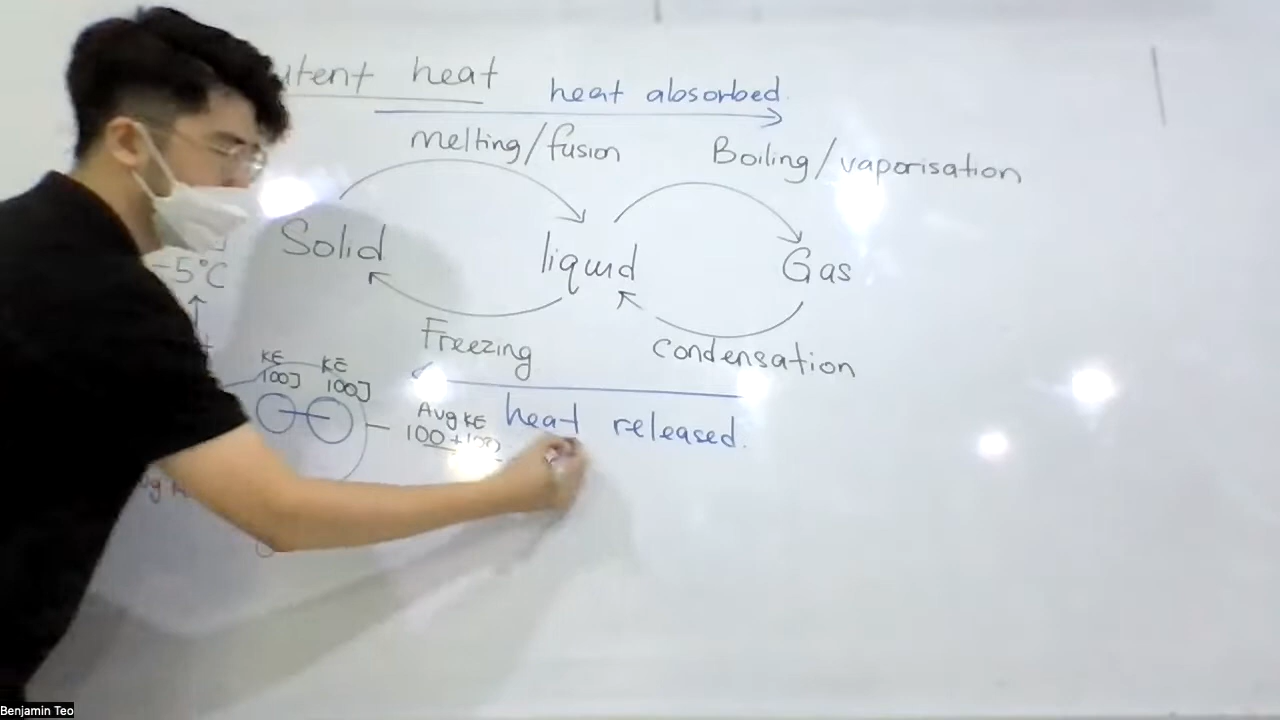 heat
heat absorbed.
Melting/fusion
Boiling/vaporisation
Solid
liquid
Gas
-5°C
Freezing
condensation
KE
100J
KE
100J
Avg KE
100+100
heat released.
Benjamin Teo